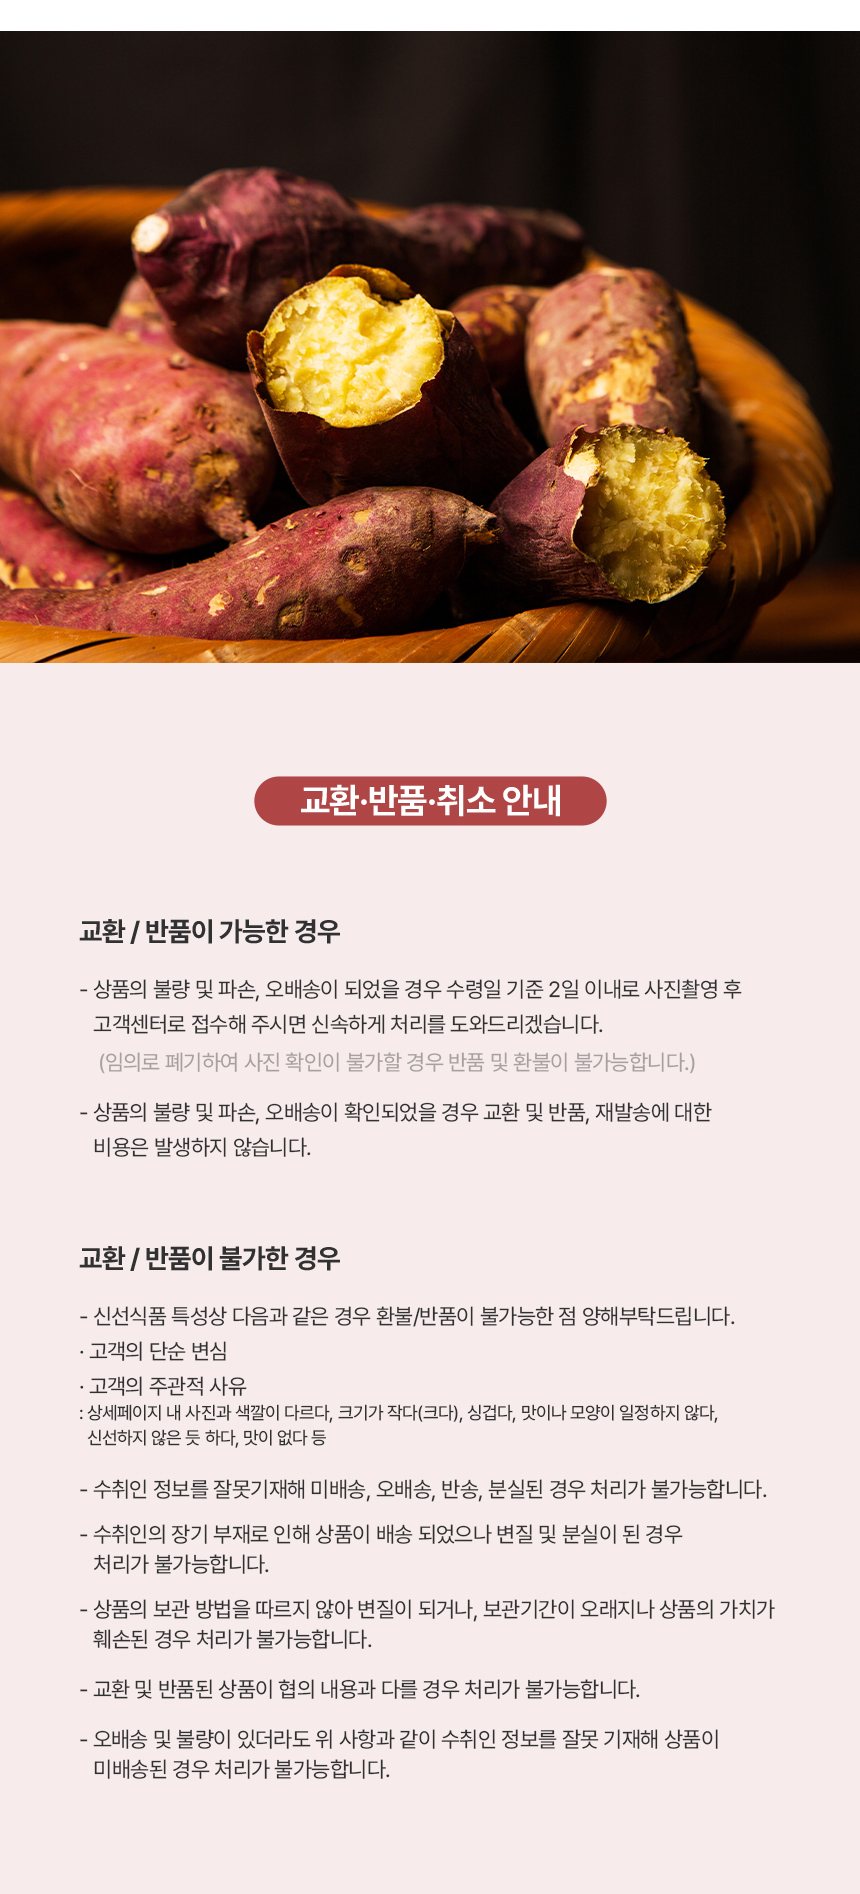 교환·반품·취소 안내
교환 / 반품이 가능한 경우
- 상품의 불량 및 파손, 오배송이 되었을 경우 수령일 기준 2일 이내로 사진촬영 후
고객센터로 접수해 주시면 신속하게 처리를 도와드리겠습니다.
(임의로 폐기하여 사진 확인이 불가할 경우 반품 및 환불이 불가능합니다.)
- 상품의 불량 및 파손, 오배송이 확인되었을 경우 교환 및 반품, 재발송에 대한
비용은 발생하지 않습니다.
교환 / 반품이 불가한 경우
- 신선식품 특성상 다음과 같은 경우 환불/반품이 불가능한 점 양해부탁드립니다.
· 고객의 단순 변심
· 고객의 주관적 사유
: 상세페이지 내 사진과 색깔이 다르다, 크기가 작다(크다), 싱겁다, 맛이나 모양이 일정하지 않다,
신선하지 않은 듯 하다, 맛이 없다 등
- 수취인 정보를 잘못기재해 미배송, 오배송, 반송, 분실된 경우 처리가 불가능합니다.
- 수취인의 장기 부재로 인해 상품이 배송 되었으나 변질 및 분실이 된 경우
처리가 불가능합니다.
- 상품의 보관 방법을 따르지 않아 변질이 되거나, 보관기간이 오래지나 상품의 가치가
훼손된 경우 처리가 불가능합니다.
- 교환 및 반품된 상품이 협의 내용과 다를 경우 처리가 불가능합니다.
- 오배송 및 불량이 있더라도 위 사항과 같이 수취인 정보를 잘못 기재해 상품이
미배송된 경우 처리가 불가능합니다.